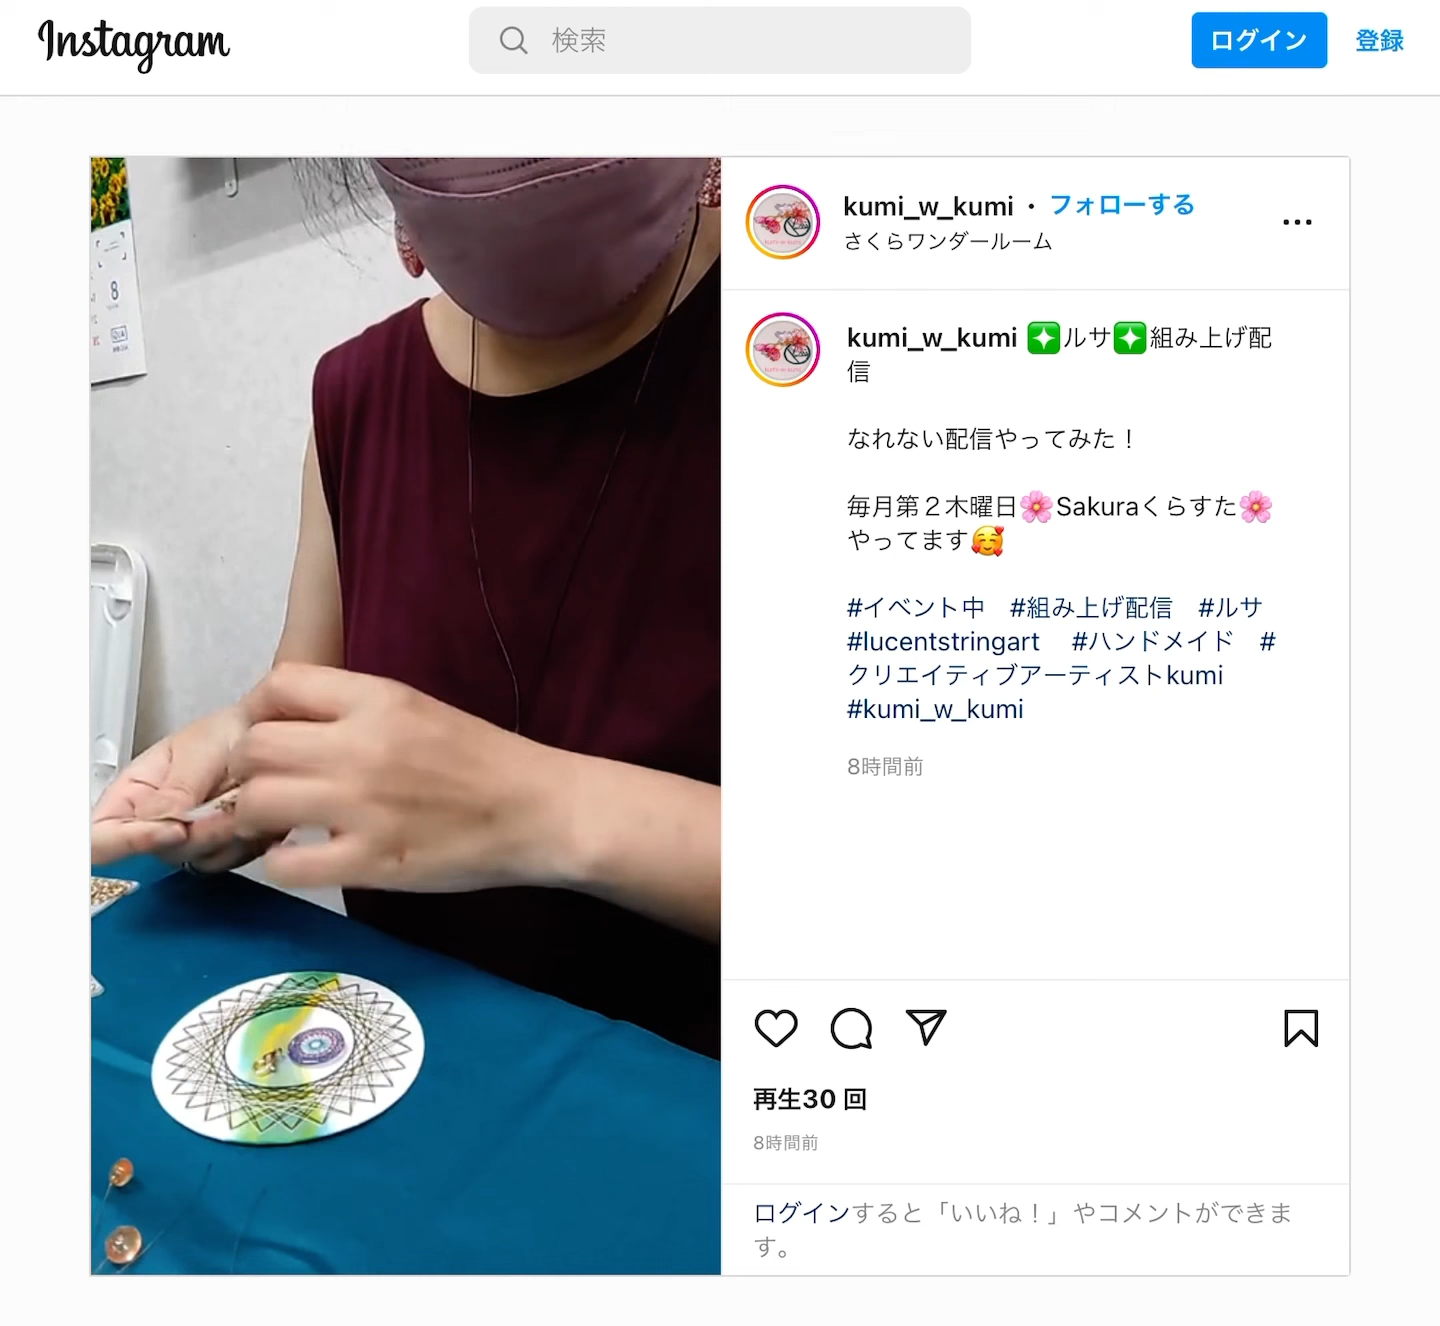 Instagram
検索
ログイン
登録
8
kumi_w_kumi • フォローする
さくらワンダールーム
kumi_w_kumi ❇️ルサ❇️組み上げ配
信
なれない配信やってみた！
毎月第２木曜日🌸Sakuraくらすた🌸
やってます🥰
#イベント中　#組み上げ配信　#ルサ
#lucentstringart　#ハンドメイド　#
クリエイティブアーティストkumi
#kumi_w_kumi
8時間前
再生30 回
8時間前
ログインすると「いいね！」やコメントができま
す。